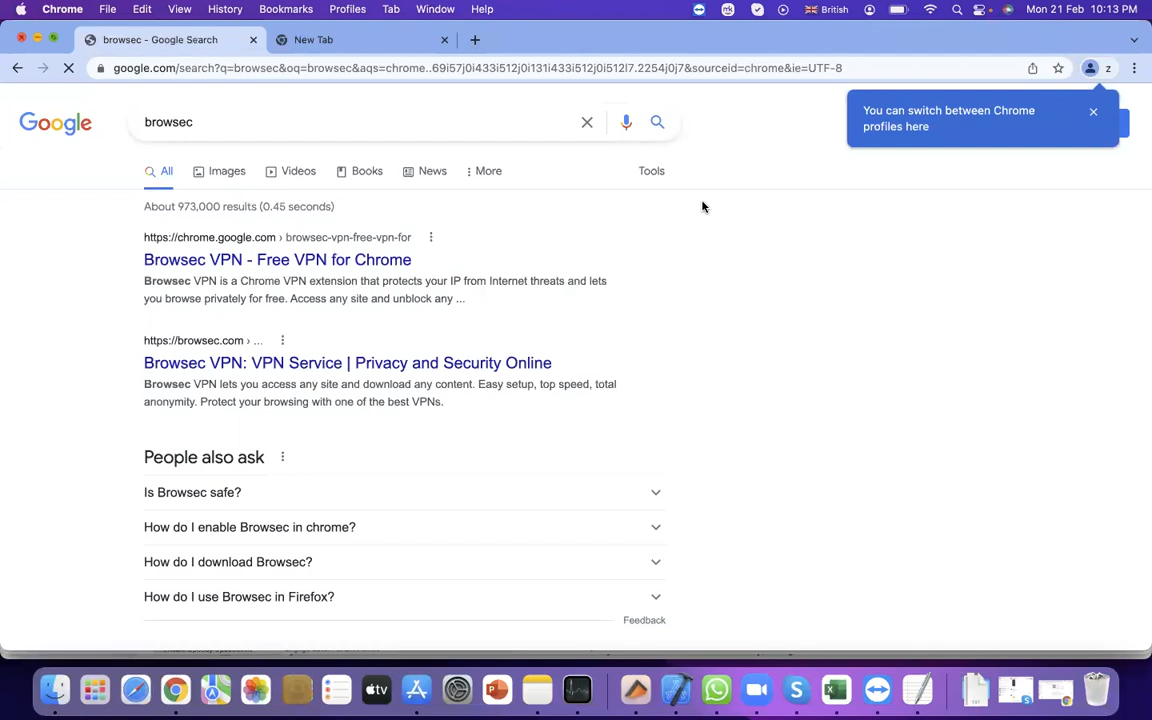 Chrome File Edit View History Bookmarks Profiles Tab Window Help British Mon 21 Feb 10:13 PM
browsec - Google Search New Tab
google.com/search?q=browsec&oq=browsec&aqs=chrome..69i57j0i433i512j0i131i433i512j0i512l7.2254j0j7&sourceid=chrome&ie=UTF-8 z
You can switch between Chrome
profiles here
Google browsec
All Images Videos Books News More Tools
About 973,000 results (0.45 seconds)
https://chrome.google.com › browsec-vpn-free-vpn-for
Browsec VPN - Free VPN for Chrome
Browsec VPN is a Chrome VPN extension that protects your IP from Internet threats and lets
you browse privately for free. Access any site and unblock any ...
https://browsec.com › ...
Browsec VPN: VPN Service | Privacy and Security Online
Browsec VPN lets you access any site and download any content. Easy setup, top speed, total
anonymity. Protect your browsing with one of the best VPNs.
People also ask
Is Browsec safe?
How do I enable Browsec in chrome?
How do I download Browsec?
How do I use Browsec in Firefox?
Feedback
tv